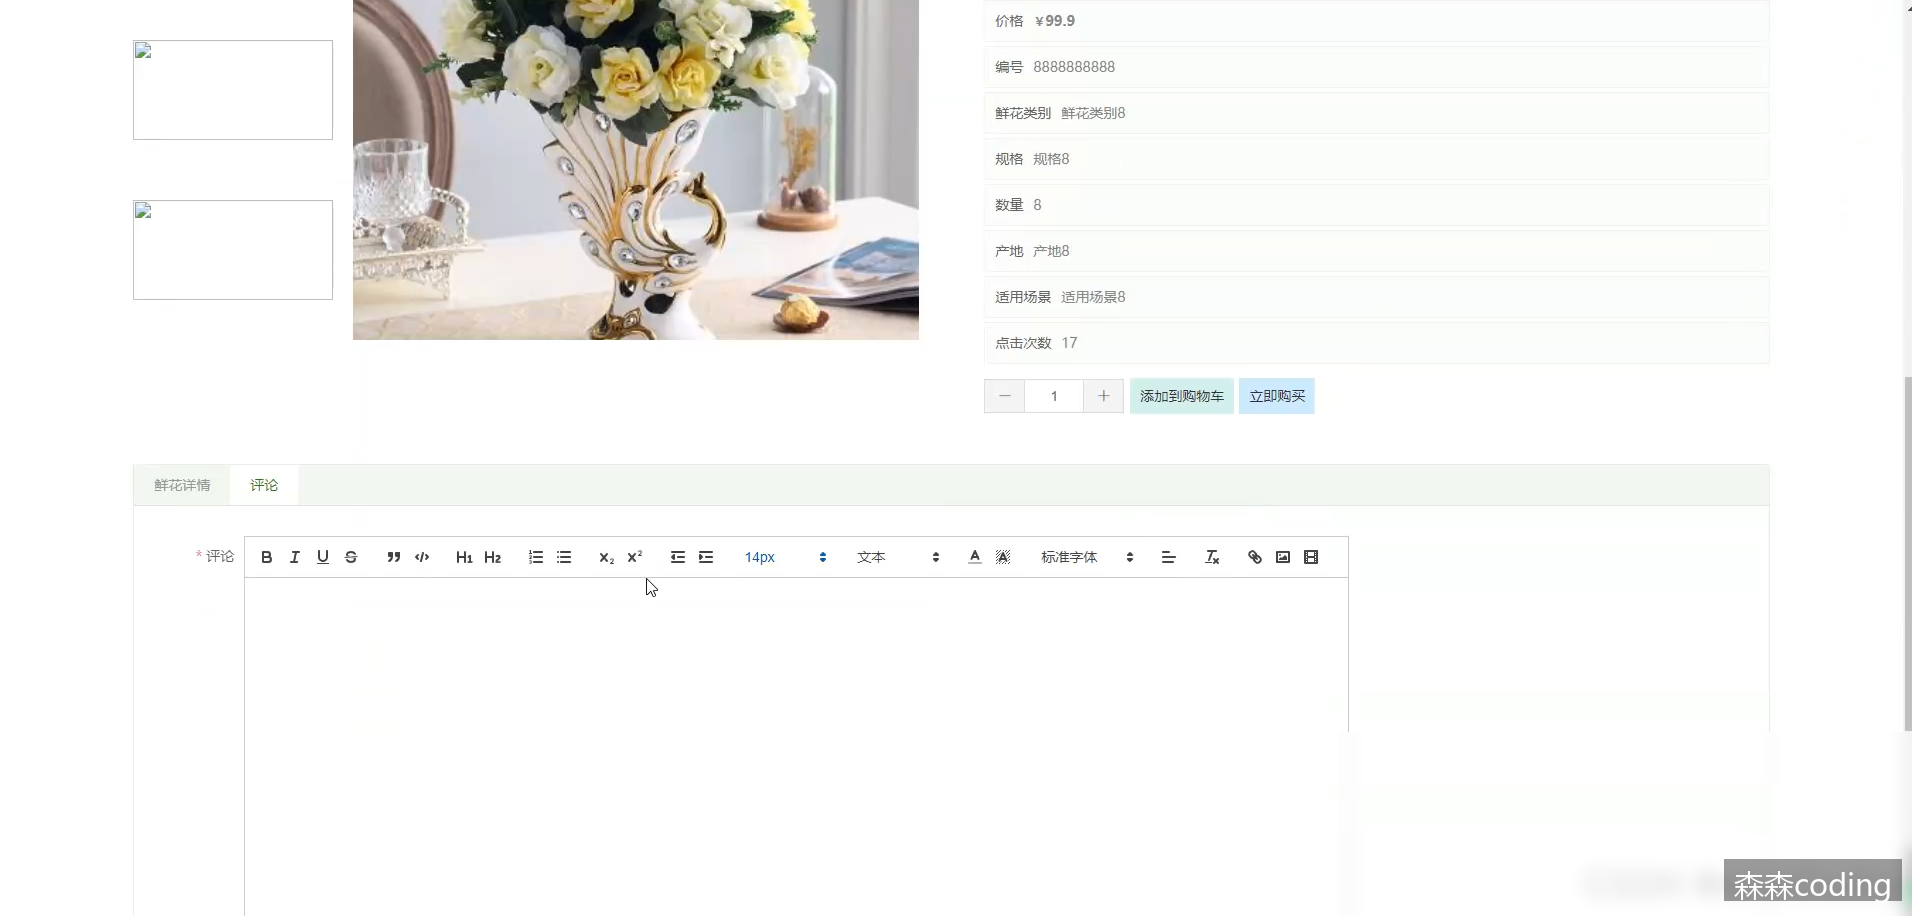 价格 ￥99.9
编号 8888888888
鲜花类别 鲜花类别8
规格 规格8
数量 8
产地 产地8
适用场景 适用场景8
点击次数 17
1 添加到购物车 立即购买
鲜花详情 评论
* 评论 B I U S H1 H2 X2 X2 14px 文本 A A 标准字体 Tx
森森coding